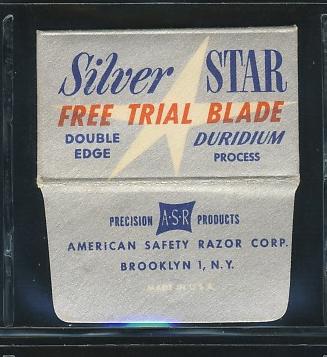 Silver STAR
FREE TRIAL BLADE
DOUBLE EDGE
DURIDIUM PROCESS
PRECISION A·S·R PRODUCTS
AMERICAN SAFETY RAZOR CORP.
BROOKLYN 1, N.Y.
MADE IN U.S.A.